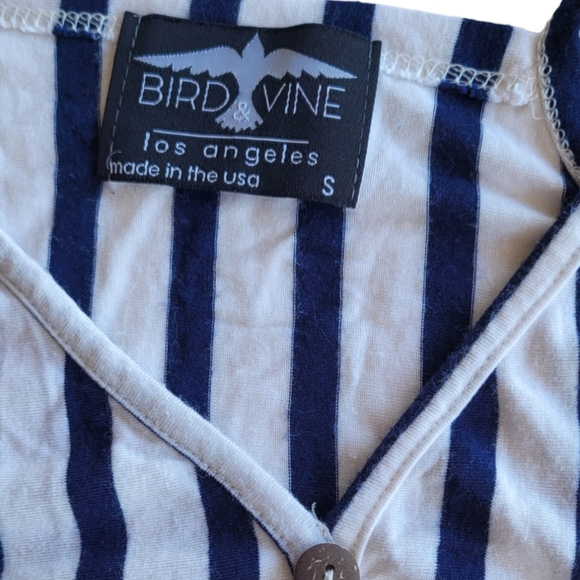 BIRD & VINE
los angeles
made in the usa S